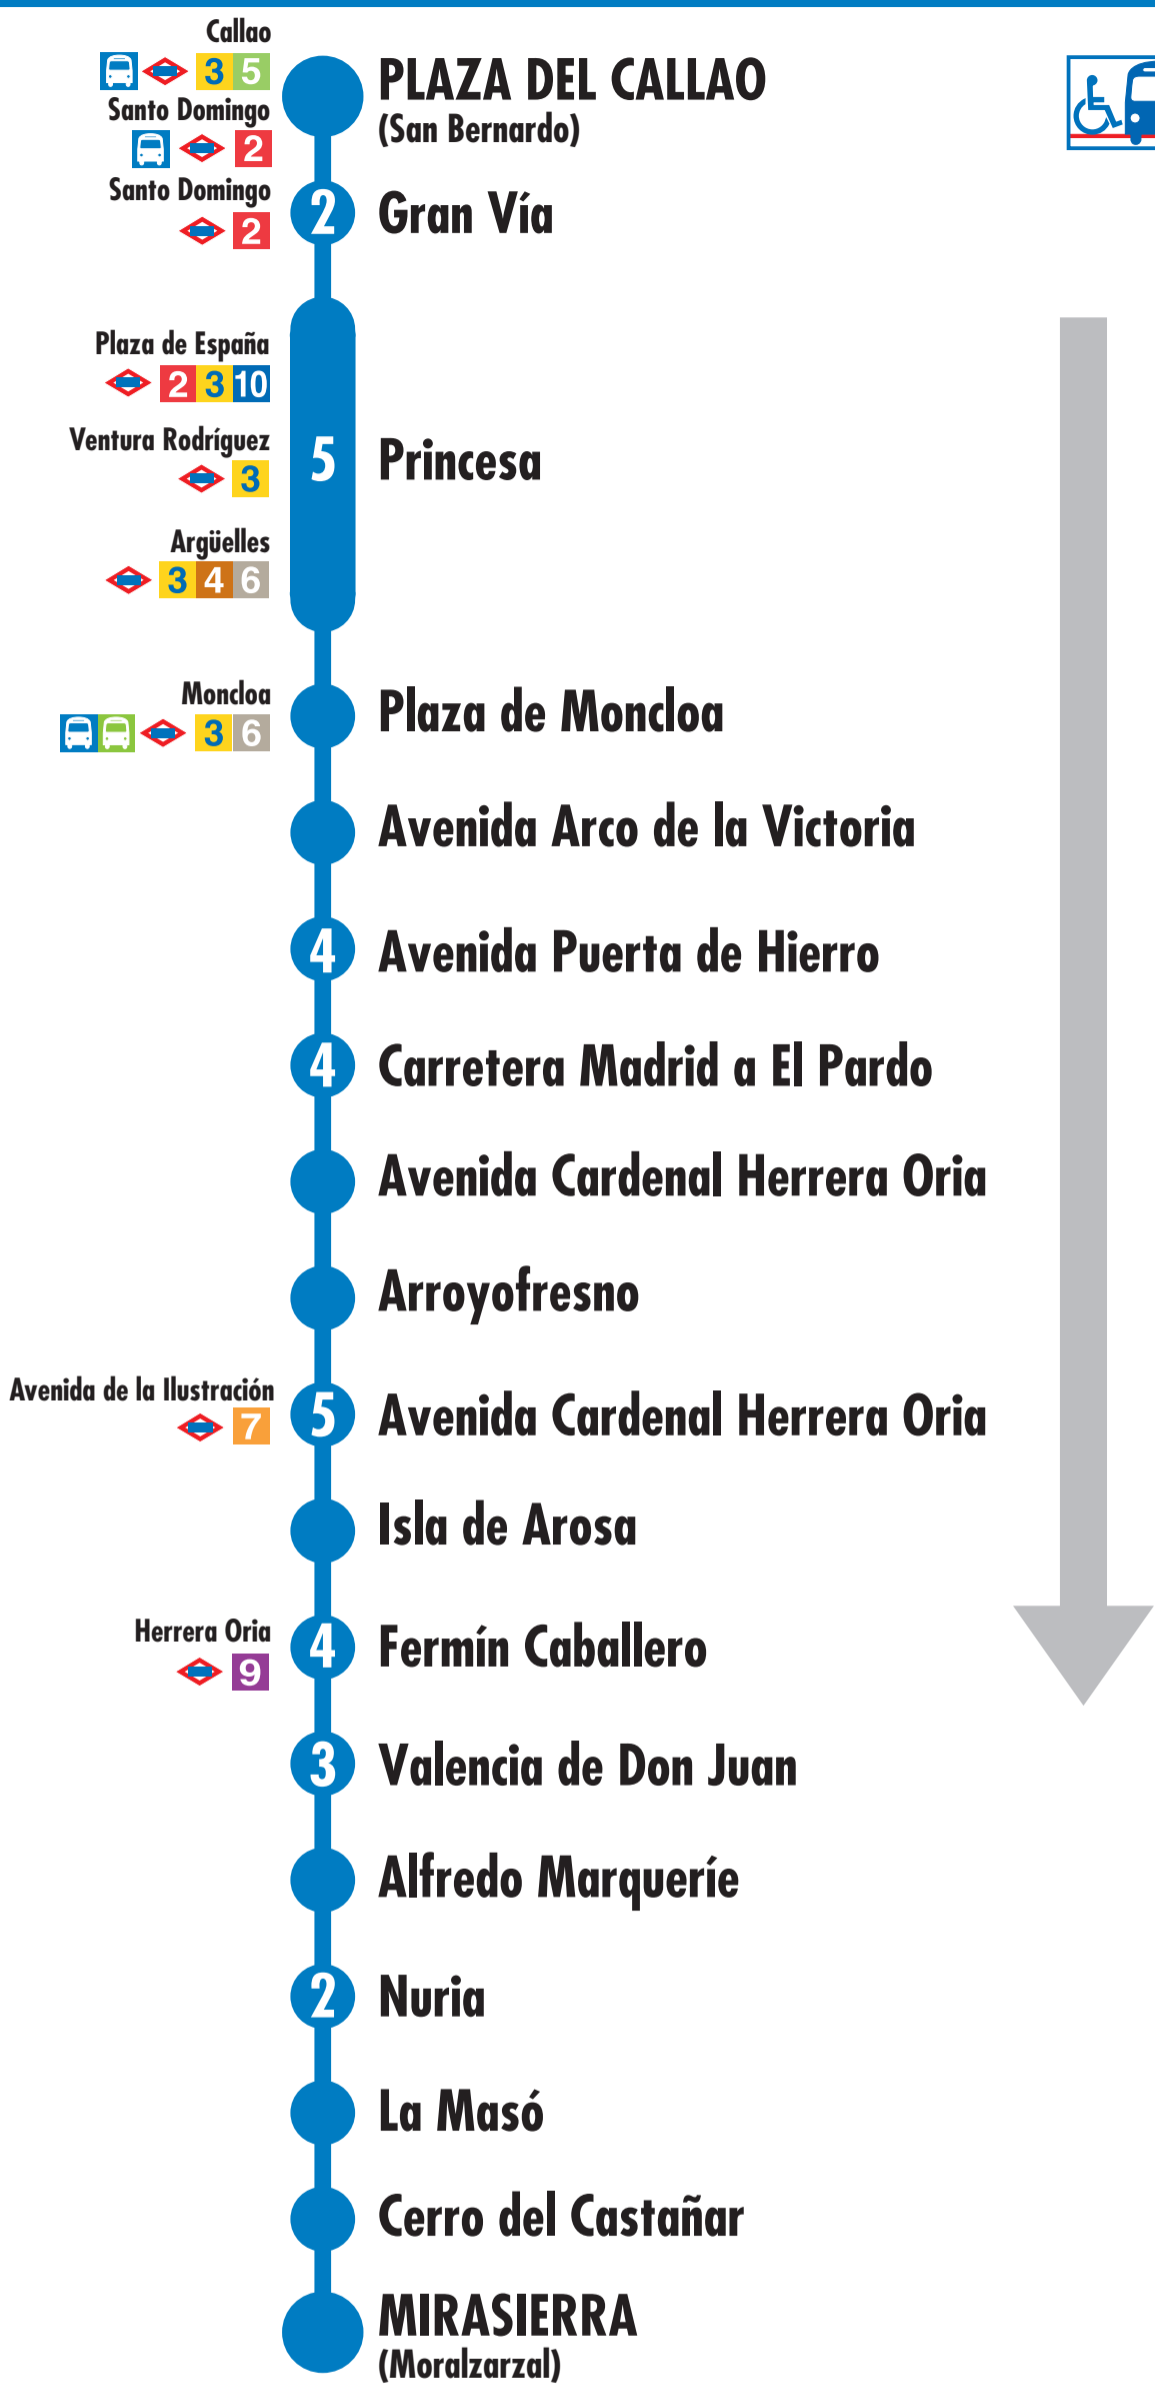 Callao
3 5
PLAZA DEL CALLAO
(San Bernardo)
Santo Domingo
2
Santo Domingo
2
2 Gran Vía
Plaza de España
2 3 10
Ventura Rodríguez
3
5 Princesa
Argüelles
3 4 6
Moncloa
3 6
Plaza de Moncloa
Avenida Arco de la Victoria
4 Avenida Puerta de Hierro
4 Carretera Madrid a El Pardo
Avenida Cardenal Herrera Oria
Arroyofresno
Avenida de la Ilustración
7
5 Avenida Cardenal Herrera Oria
Isla de Arosa
Herrera Oria
9
4 Fermín Caballero
3 Valencia de Don Juan
Alfredo Marqueríe
2 Nuria
La Masó
Cerro del Castañar
MIRASIERRA
(Moralzarzal)